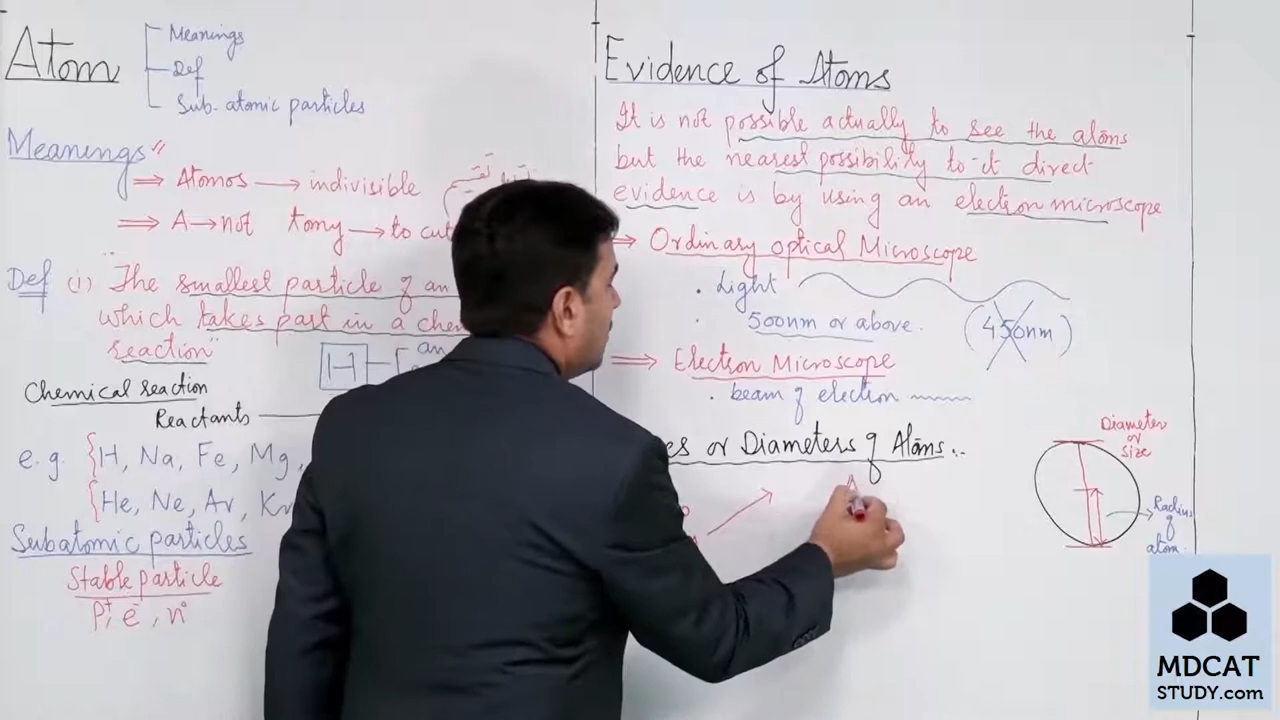 Atom
Meanings
Def
Sub-atomic particles
Meanings"
⇒ Atomos → indivisible
⇒ A → not tomy → to cut
Def (i) "The smallest particle of an
which takes part in a
reaction"
H
an
Chemical reaction
Reactants
e.g. {H, Na, Fe, Mg,
{He, Ne, Ar, Kr
Subatomic particles
Stable particle
P⁺, e⁻, n°
Evidence of Atoms
It is not possible actually to see the atoms
but the nearest possibility to it direct
evidence is by using an electron microscope
⇒ Ordinary optical Microscope
· Light
· 500nm or above.
(450nm)
⇒ Electron Microscope
· beam of electron
or Diameters of Atoms..
Diameter
or
Size
Radius
of
atom.
MDCAT
STUDY.com